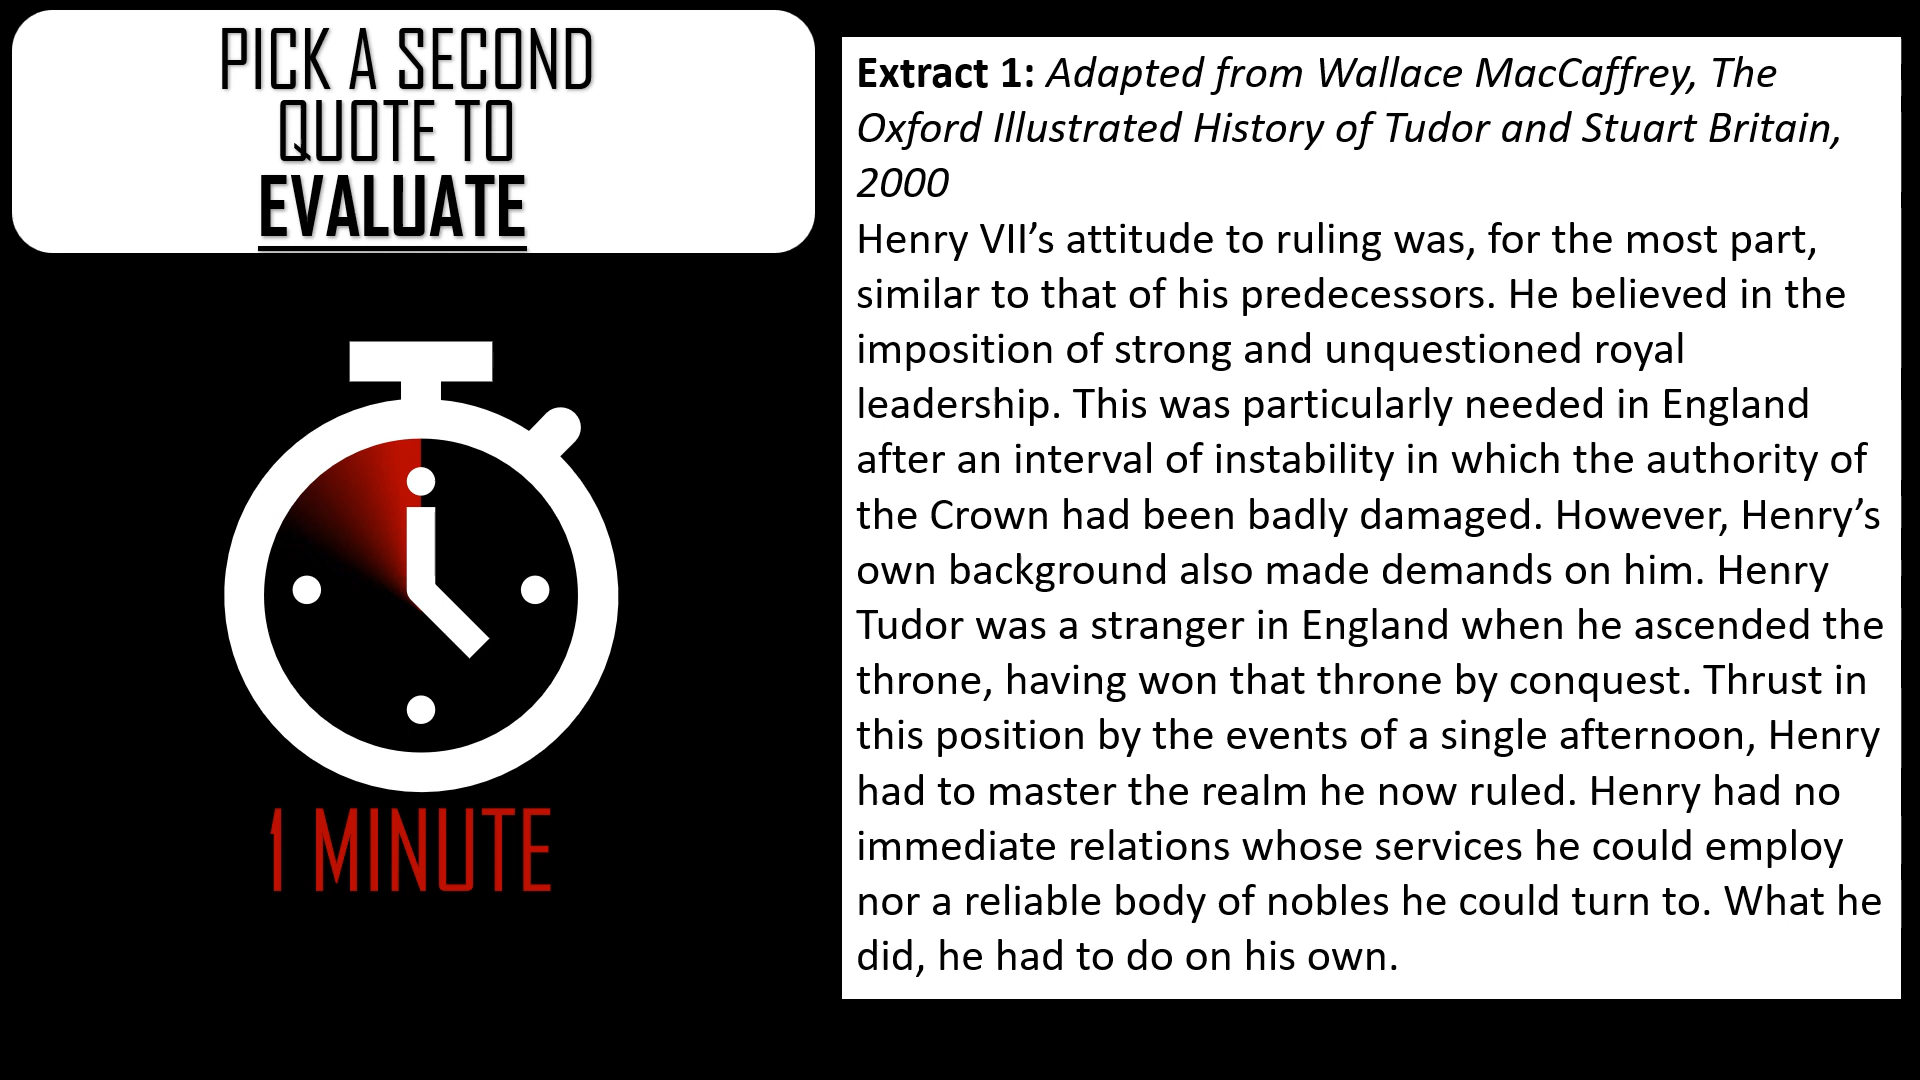 PICK A SECOND
QUOTE TO
EVALUATE
1 MINUTE
Extract 1: Adapted from Wallace MacCaffrey, The
Oxford Illustrated History of Tudor and Stuart Britain,
2000
Henry VII’s attitude to ruling was, for the most part,
similar to that of his predecessors. He believed in the
imposition of strong and unquestioned royal
leadership. This was particularly needed in England
after an interval of instability in which the authority of
the Crown had been badly damaged. However, Henry’s
own background also made demands on him. Henry
Tudor was a stranger in England when he ascended the
throne, having won that throne by conquest. Thrust in
this position by the events of a single afternoon, Henry
had to master the realm he now ruled. Henry had no
immediate relations whose services he could employ
nor a reliable body of nobles he could turn to. What he
did, he had to do on his own.